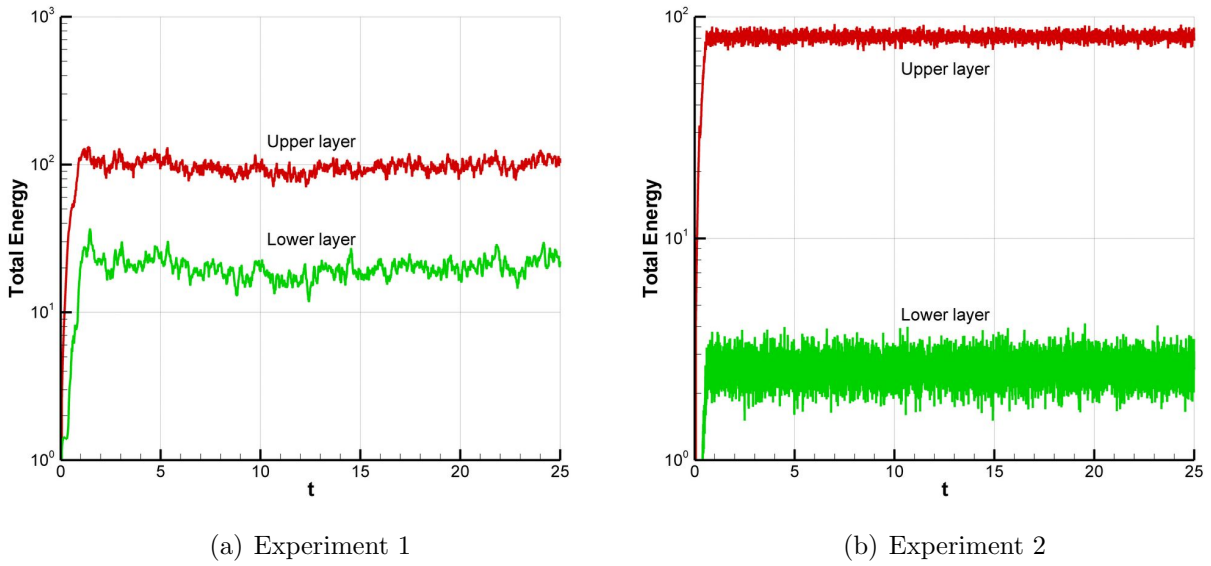 10³
10²
10¹
10⁰
Total Energy
Upper layer
Lower layer
0
5
10
15
20
25
t
(a) Experiment 1
10²
10¹
10⁰
Total Energy
Upper layer
Lower layer
0
5
10
15
20
25
t
(b) Experiment 2